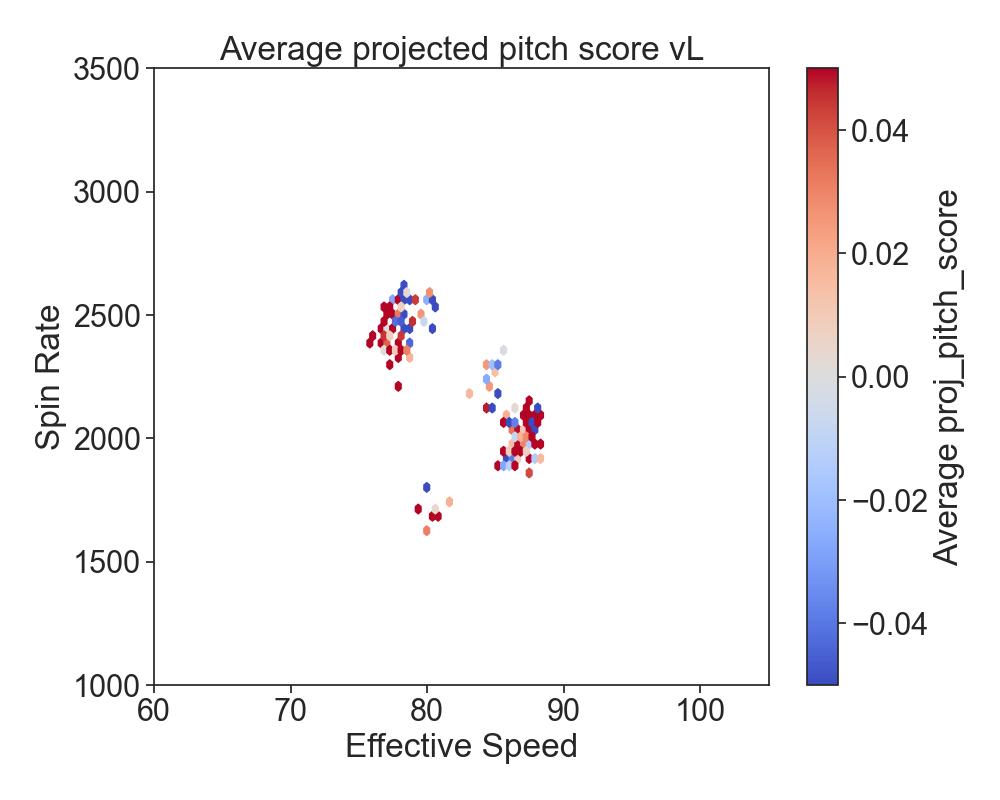 Average projected pitch score vL
3500
3000
2500
2000
1500
1000
Spin Rate
60 70 80 90 100
Effective Speed
0.04
0.02
0.00
−0.02
−0.04
Average proj_pitch_score